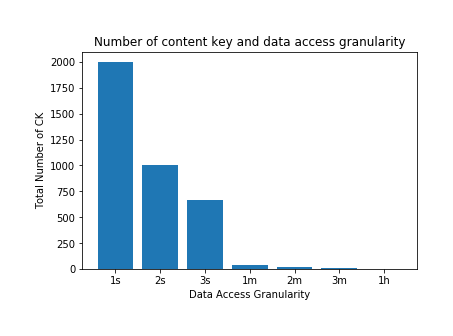 Number of content key and data access granularity
2000
1750
1500
1250
1000
750
500
250
0
Total Number of CK
1s 2s 3s 1m 2m 3m 1h
Data Access Granularity